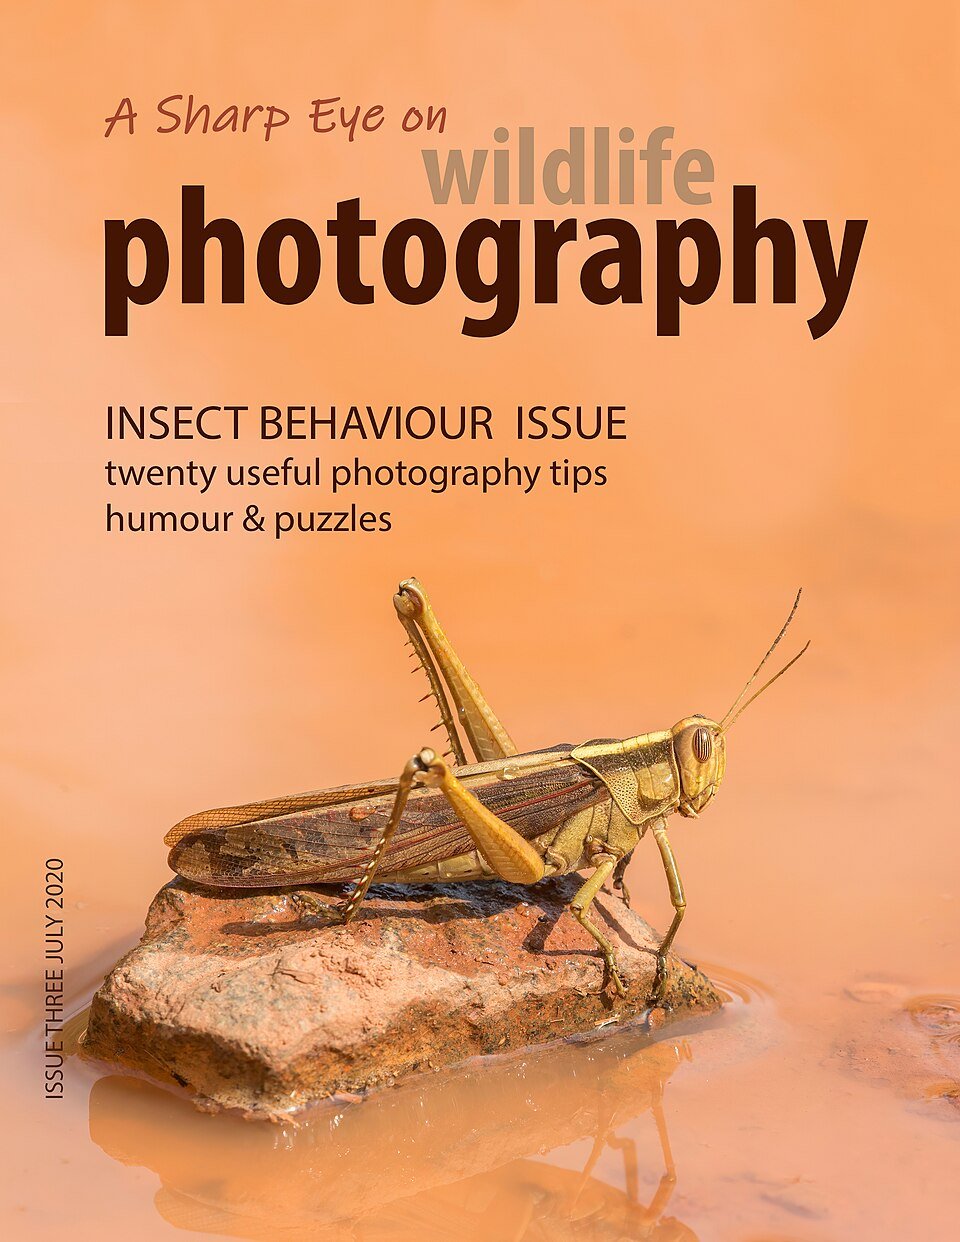 A Sharp Eye on
wildlife
photography
INSECT BEHAVIOUR ISSUE
twenty useful photography tips
humour & puzzles
ISSUE THREE JULY 2020